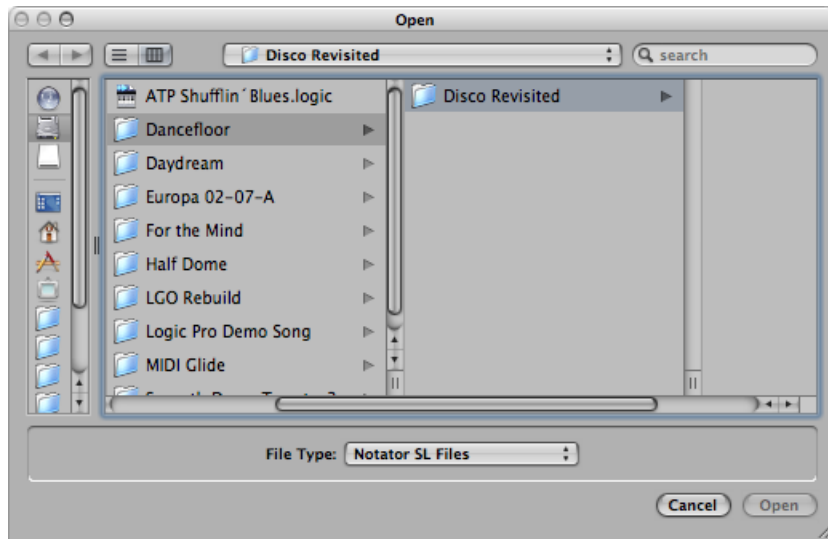 Open
Disco Revisited
search
ATP Shufflin´Blues.logic
Dancefloor
Daydream
Europa 02-07-A
For the Mind
Half Dome
LGO Rebuild
Logic Pro Demo Song
MIDI Glide
Disco Revisited
File Type: Notator SL Files
Cancel Open